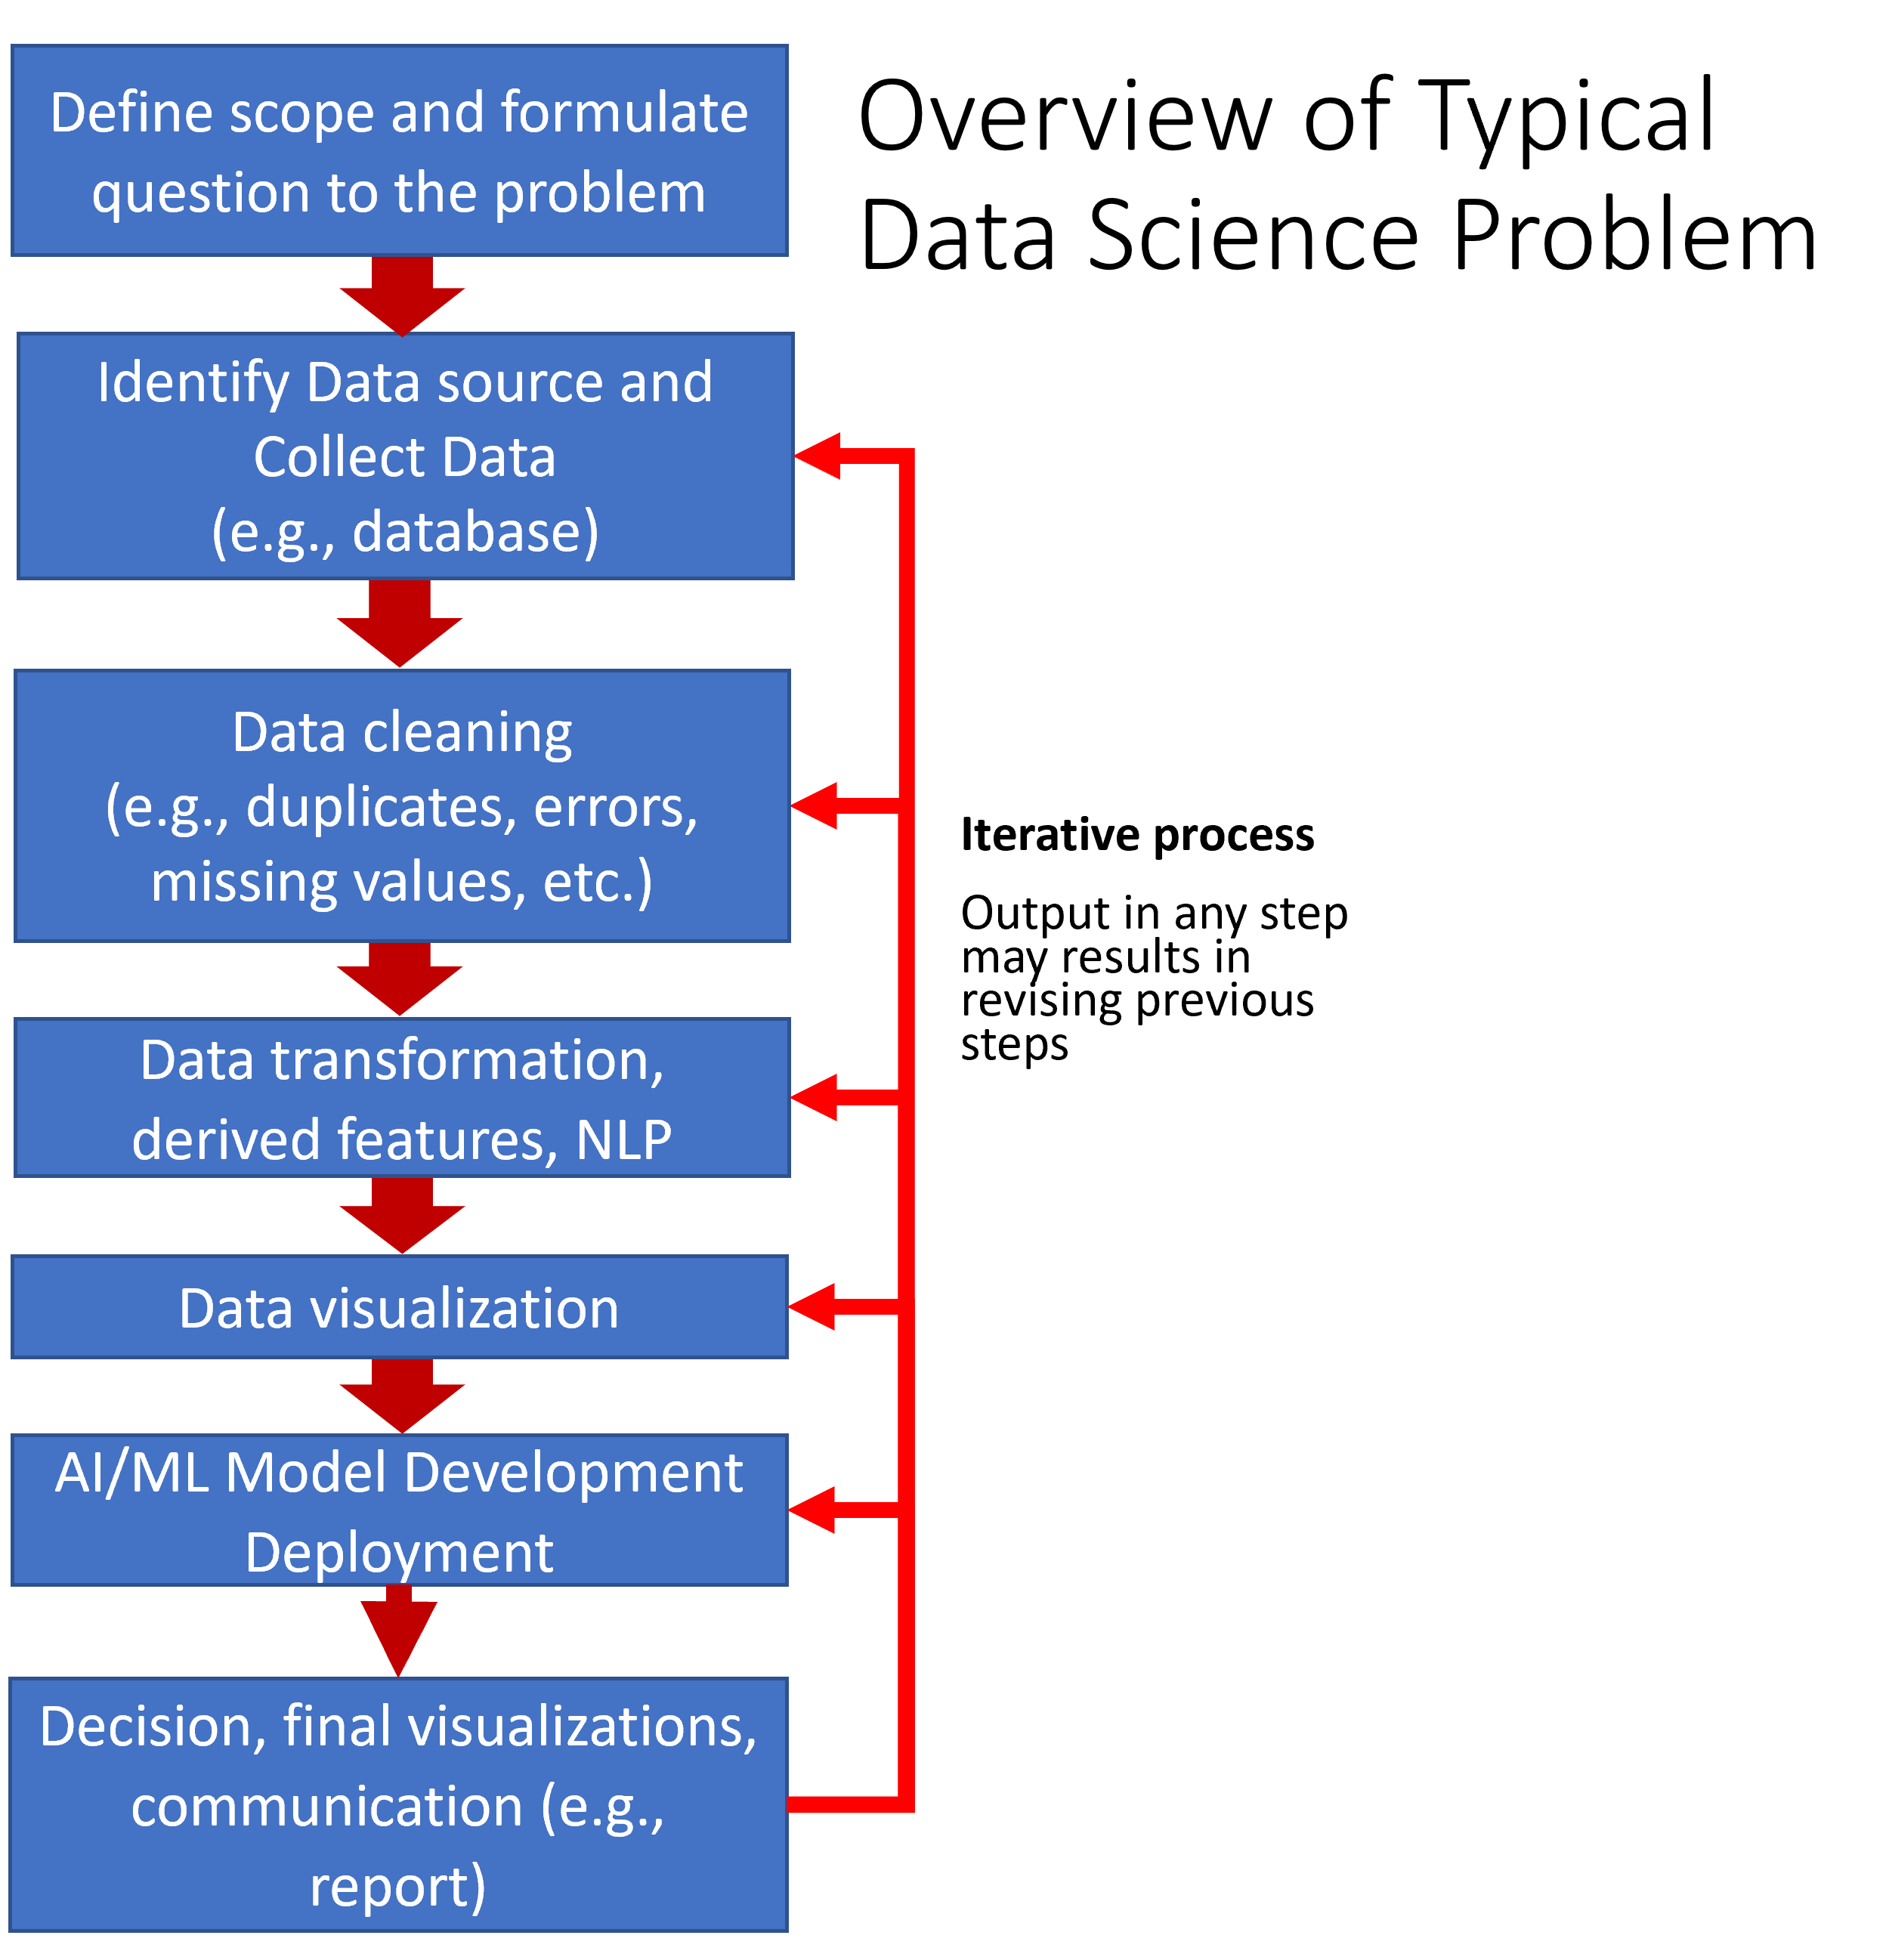 Overview of Typical
Data Science Problem
Define scope and formulate
question to the problem
Identify Data source and
Collect Data
(e.g., database)
Data cleaning
(e.g., duplicates, errors,
missing values, etc.)
Data transformation,
derived features, NLP
Data visualization
AI/ML Model Development
Deployment
Decision, final visualizations,
communication (e.g.,
report)
Iterative process
Output in any step
may results in
revising previous
steps